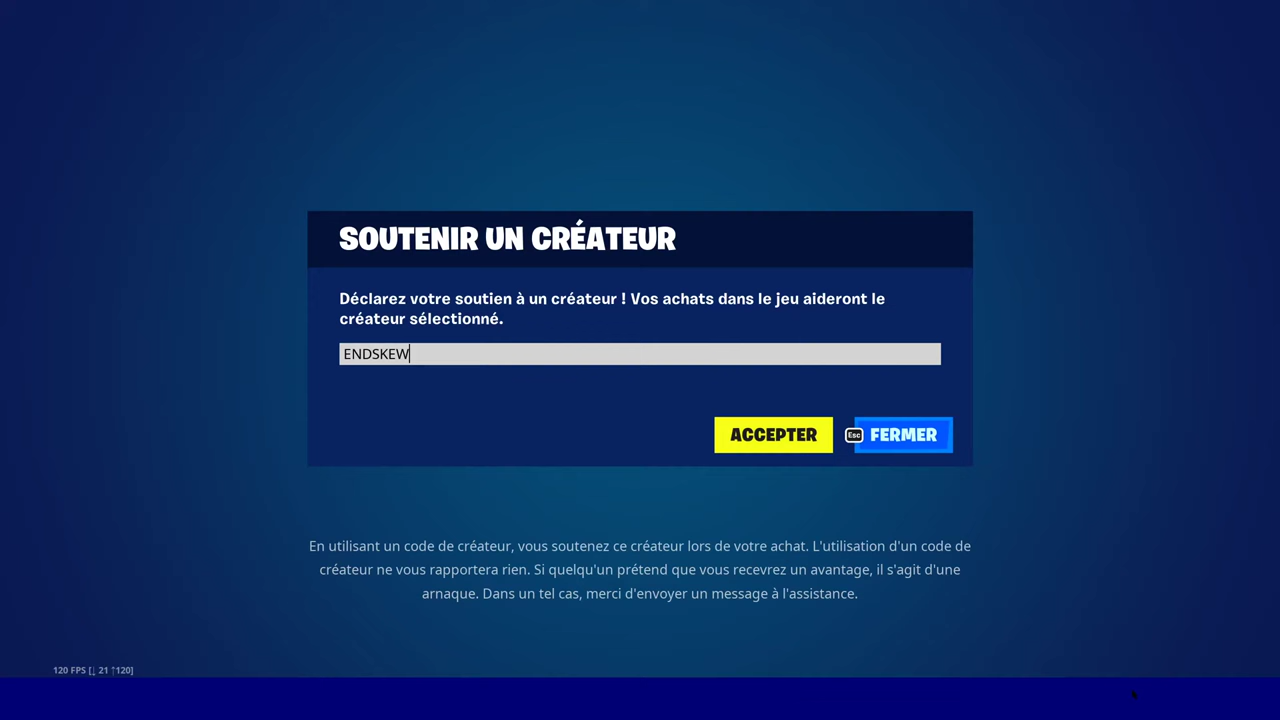 SOUTENIR UN CRÉATEUR
Déclarez votre soutien à un créateur ! Vos achats dans le jeu aideront le
créateur sélectionné.
ENDSKEW
ACCEPTER
Esc FERMER
En utilisant un code de créateur, vous soutenez ce créateur lors de votre achat. L'utilisation d'un code de
créateur ne vous rapportera rien. Si quelqu'un prétend que vous recevrez un avantage, il s'agit d'une
arnaque. Dans un tel cas, merci d'envoyer un message à l'assistance.
120 FPS [↓ 21 ↑120]